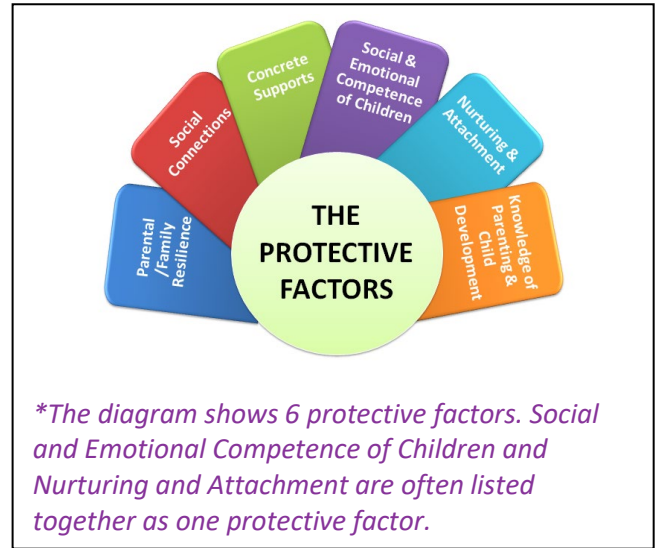 Parental
/Family
Resilience
Social
Connections
Concrete
Supports
Social &
Emotional
Competence
of Children
Nurturing &
Attachment
Knowledge of
Parenting &
Child
Development
THE
PROTECTIVE
FACTORS
*The diagram shows 6 protective factors. Social
and Emotional Competence of Children and
Nurturing and Attachment are often listed
together as one protective factor.